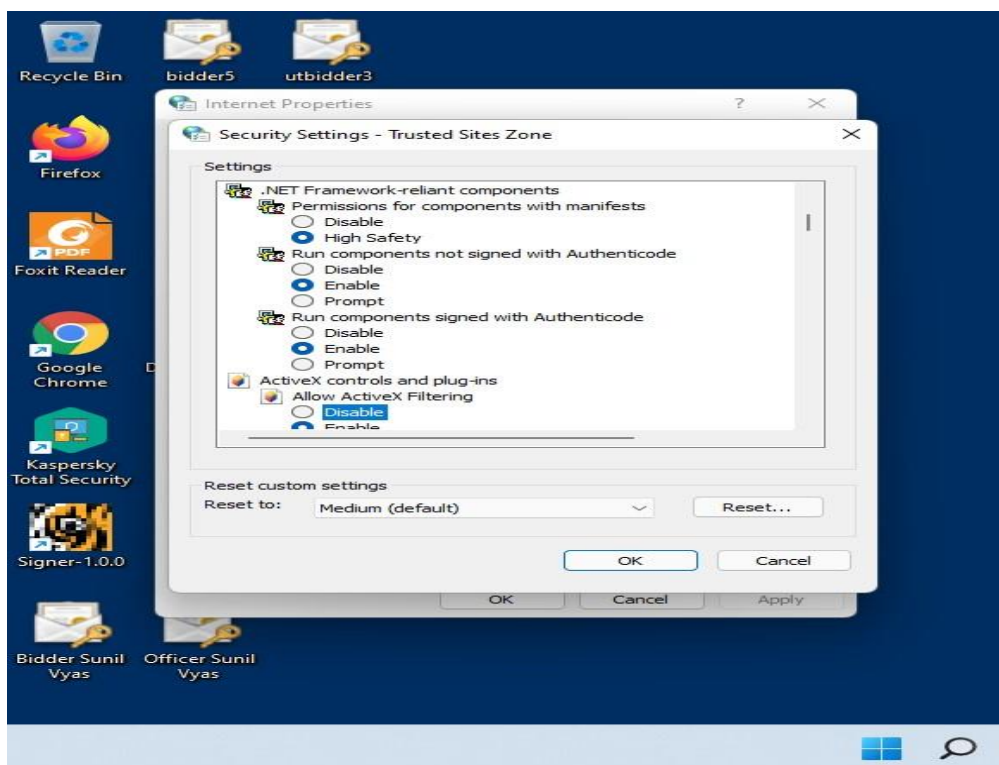 Recycle Bin
bidder5
utbidder3
Firefox
PDF
Foxit Reader
Google
Chrome
D
Kaspersky
Total Security
Signer-1.0.0
Bidder Sunil
Vyas
Officer Sunil
Vyas
Internet Properties
?
Security Settings - Trusted Sites Zone
Settings
.NET Framework-reliant components
Permissions for components with manifests
Disable
High Safety
Run components not signed with Authenticode
Disable
Enable
Prompt
Run components signed with Authenticode
Disable
Enable
Prompt
ActiveX controls and plug-ins
Allow ActiveX Filtering
Disable
Enable
Reset custom settings
Reset to: Medium (default) Reset...
OK Cancel
OK Cancel Apply